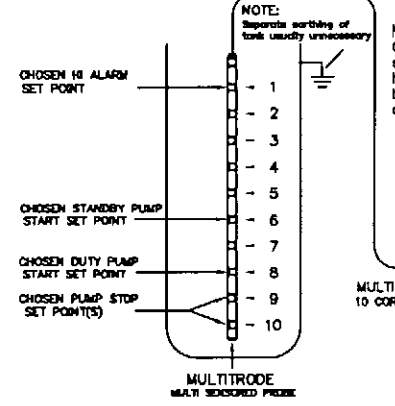 NOTE:
Separate earthing of
tank usually unnecessary
CHOSEN HI ALARM
SET POINT
1
2
3
4
5
CHOSEN STANDBY PUMP
START SET POINT
6
7
CHOSEN DUTY PUMP
START SET POINT
8
CHOSEN PUMP STOP
SET POINT(S)
9
10
MULTITRODE
MULTI SENSORED PROBE
MULTI
10 COR